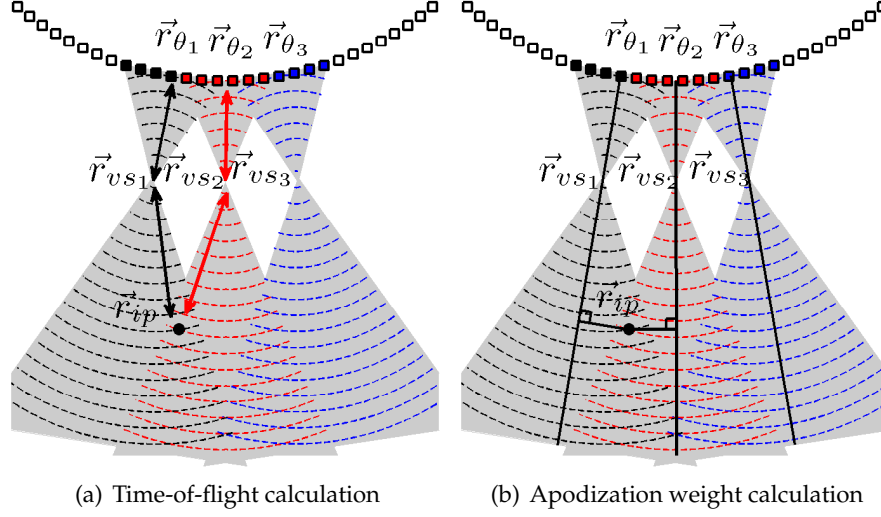 r⃗θ1 r⃗θ2 r⃗θ3 r⃗θ1 r⃗θ2 r⃗θ3
r⃗vs1 r⃗vs2 r⃗vs3 r⃗vs1 r⃗vs2 r⃗vs3
r⃗ip r⃗ip
(a) Time-of-flight calculation (b) Apodization weight calculation